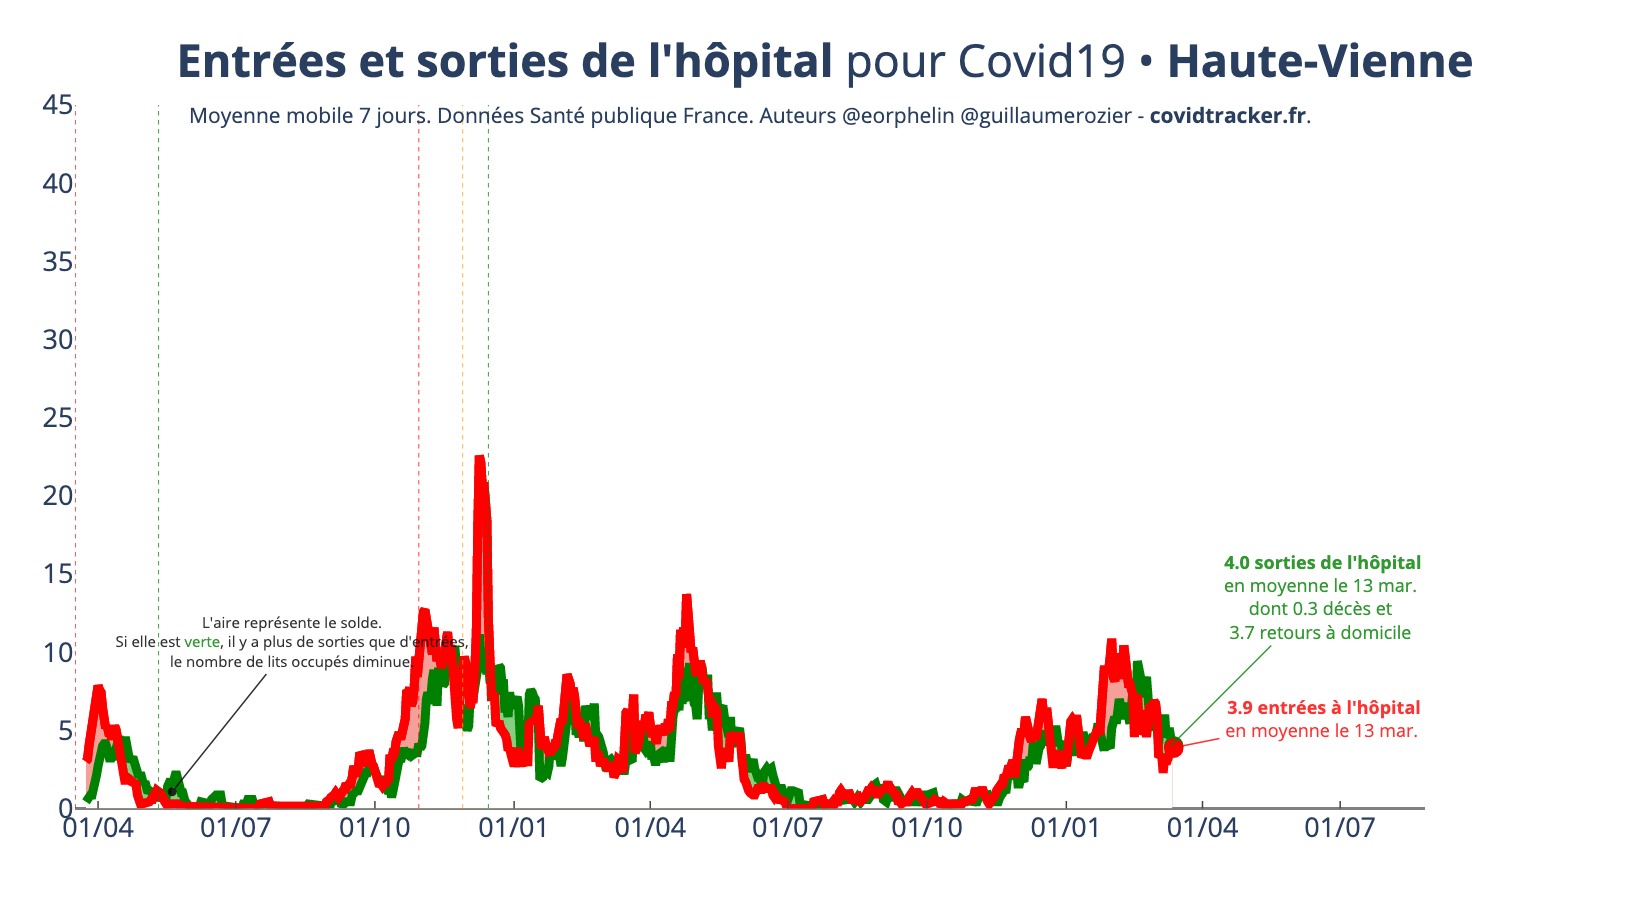 Entrées et sorties de l'hôpital pour Covid19 • Haute-Vienne
Moyenne mobile 7 jours. Données Santé publique France. Auteurs @eorphelin @guillaumerozier - covidtracker.fr.
45
40
35
30
25
20
15
10
5
0
L'aire représente le solde.
Si elle est verte, il y a plus de sorties que d'entrées,
le nombre de lits occupés diminue.
4.0 sorties de l'hôpital
en moyenne le 13 mar.
dont 0.3 décès et
3.7 retours à domicile
3.9 entrées à l'hôpital
en moyenne le 13 mar.
01/04 01/07 01/10 01/01 01/04 01/07 01/10 01/01 01/04 01/07